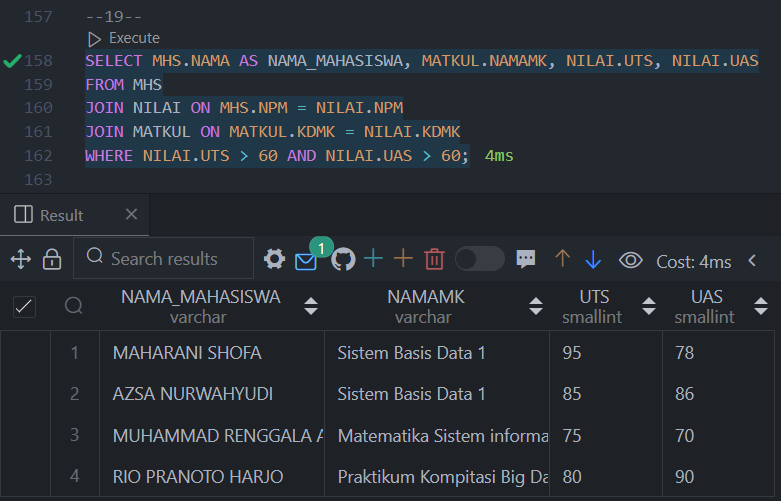 157 --19--
Execute
158 SELECT MHS.NAMA AS NAMA_MAHASISWA, MATKUL.NAMAMK, NILAI.UTS, NILAI.UAS
159 FROM MHS
160 JOIN NILAI ON MHS.NPM = NILAI.NPM
161 JOIN MATKUL ON MATKUL.KDMK = NILAI.KDMK
162 WHERE NILAI.UTS > 60 AND NILAI.UAS > 60; 4ms
163
Result
Search results 1 Cost: 4ms
NAMA_MAHASISWA NAMAMK UTS UAS
varchar varchar smallint smallint
1 MAHARANI SHOFA Sistem Basis Data 1 95 78
2 AZSA NURWAHYUDI Sistem Basis Data 1 85 86
3 MUHAMMAD RENGGALA A Matematika Sistem informa 75 70
4 RIO PRANOTO HARJO Praktikum Kompitasi Big Da 80 90